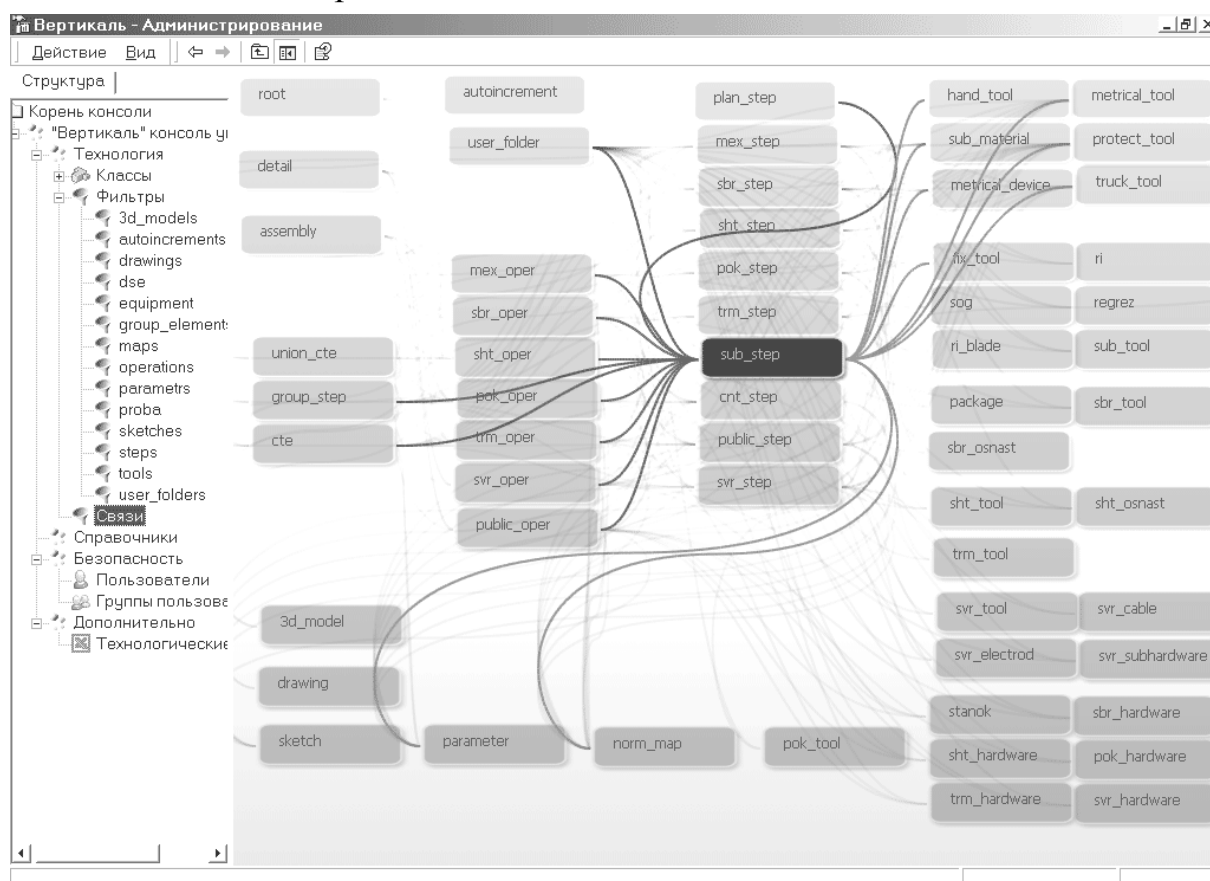 Вертикаль - Администрирование
Действие Вид
Структура
Корень консоли
"Вертикаль" консоль уі
Технология
Классы
Фильтры
3d_models
autoincrements
drawings
dse
equipment
group_element:
maps
operations
parametrs
proba
sketches
steps
tools
user_folders
Связи
Справочники
Безопасность
Пользователи
Группы пользова
Дополнительно
Технологические
root
detail
assembly
union_cte
group_step
cte
3d_model
drawing
sketch
autoincrement
user_folder
mex_oper
sbr_oper
sht_oper
pok_oper
trm_oper
svr_oper
public_oper
parameter
norm_map
pok_tool
plan_step
mex_step
sbr_step
sht_step
pok_step
trm_step
sub_step
cnt_step
public_step
svr_step
hand_tool metrical_tool
sub_material protect_tool
metrical_device truck_tool
fix_tool ri
sog regrez
ri_blade sub_tool
package sbr_tool
sbr_osnast
sht_tool sht_osnast
trm_tool
svr_tool svr_cable
svr_electrod svr_subhardware
stanok sbr_hardware
sht_hardware pok_hardware
trm_hardware svr_hardware